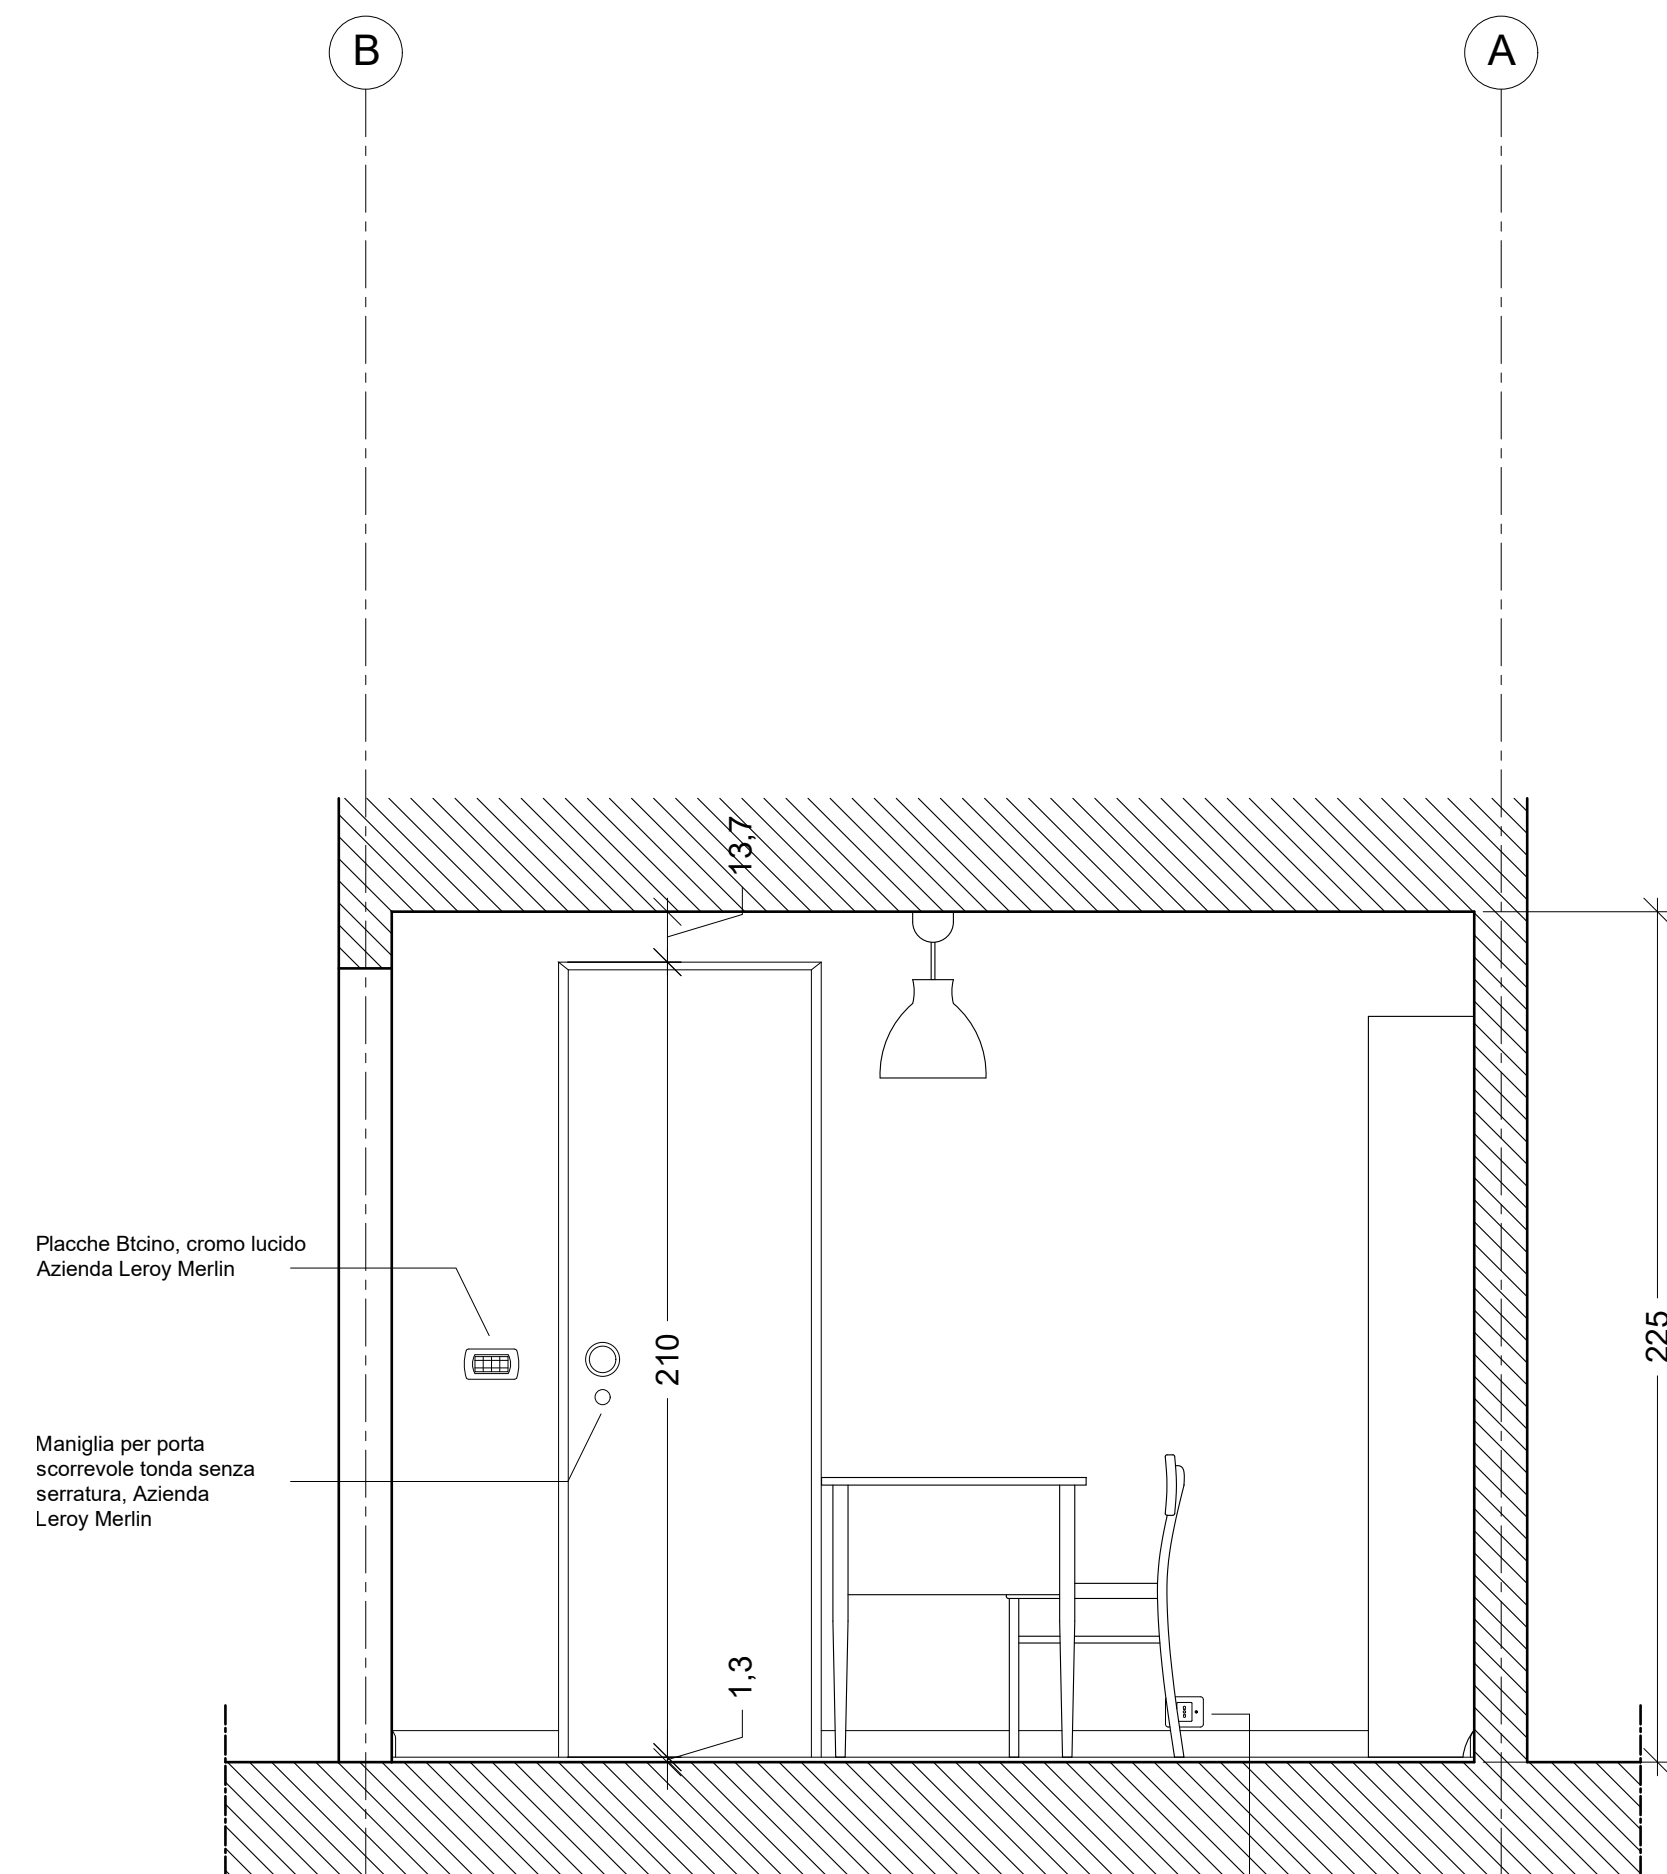 B
A
13,7
Placche Btcino, cromo lucido
Azienda Leroy Merlin
225
210
Maniglia per porta
scorrevole tonda senza
serratura, Azienda
Leroy Merlin
1,3